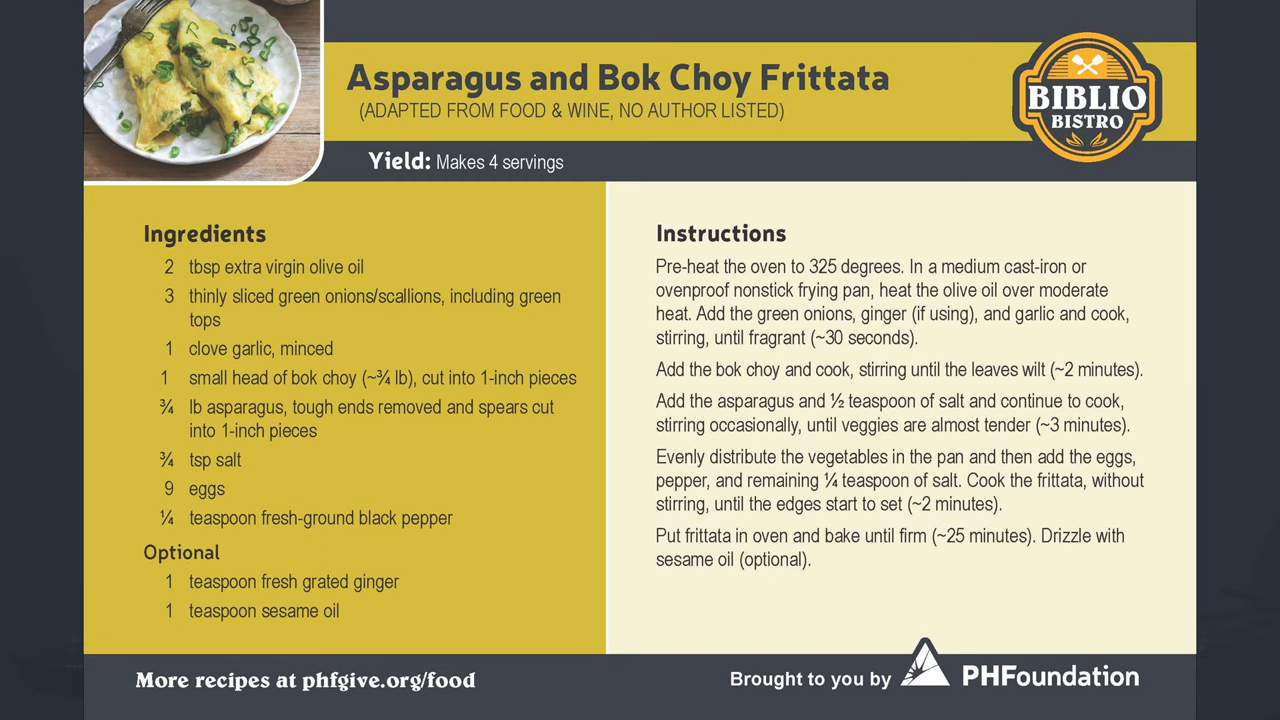 Asparagus and Bok Choy Frittata
(ADAPTED FROM FOOD & WINE, NO AUTHOR LISTED)
BIBLIO
BISTRO
Yield: Makes 4 servings
Ingredients
2 tbsp extra virgin olive oil
3 thinly sliced green onions/scallions, including green
tops
1 clove garlic, minced
1 small head of bok choy (~¾ lb), cut into 1-inch pieces
¾ lb asparagus, tough ends removed and spears cut
into 1-inch pieces
¾ tsp salt
9 eggs
¼ teaspoon fresh-ground black pepper
Optional
1 teaspoon fresh grated ginger
1 teaspoon sesame oil
Instructions
Pre-heat the oven to 325 degrees. In a medium cast-iron or
ovenproof nonstick frying pan, heat the olive oil over moderate
heat. Add the green onions, ginger (if using), and garlic and cook,
stirring, until fragrant (~30 seconds).
Add the bok choy and cook, stirring until the leaves wilt (~2 minutes).
Add the asparagus and ½ teaspoon of salt and continue to cook,
stirring occasionally, until veggies are almost tender (~3 minutes).
Evenly distribute the vegetables in the pan and then add the eggs,
pepper, and remaining ¼ teaspoon of salt. Cook the frittata, without
stirring, until the edges start to set (~2 minutes).
Put frittata in oven and bake until firm (~25 minutes). Drizzle with
sesame oil (optional).
More recipes at phfgive.org/food
Brought to you by PHFoundation